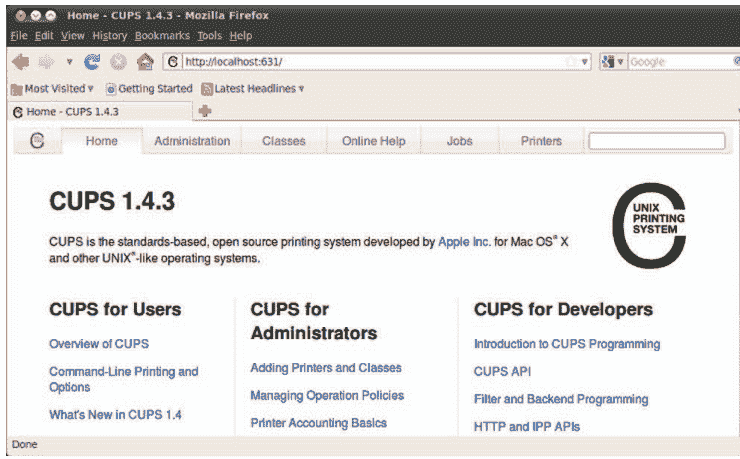 Home - CUPS 1.4.3 - Mozilla Firefox
File Edit View History Bookmarks Tools Help
http://localhost:631/ Google
Most Visited Getting Started Latest Headlines
Home - CUPS 1.4.3
Home Administration Classes Online Help Jobs Printers
CUPS 1.4.3
CUPS is the standards-based, open source printing system developed by Apple Inc. for Mac OS® X
and other UNIX®-like operating systems.
UNIX
PRINTING
SYSTEM
CUPS for Users
Overview of CUPS
Command-Line Printing and
Options
What's New in CUPS 1.4
CUPS for
Administrators
Adding Printers and Classes
Managing Operation Policies
Printer Accounting Basics
CUPS for Developers
Introduction to CUPS Programming
CUPS API
Filter and Backend Programming
HTTP and IPP APIs
Done